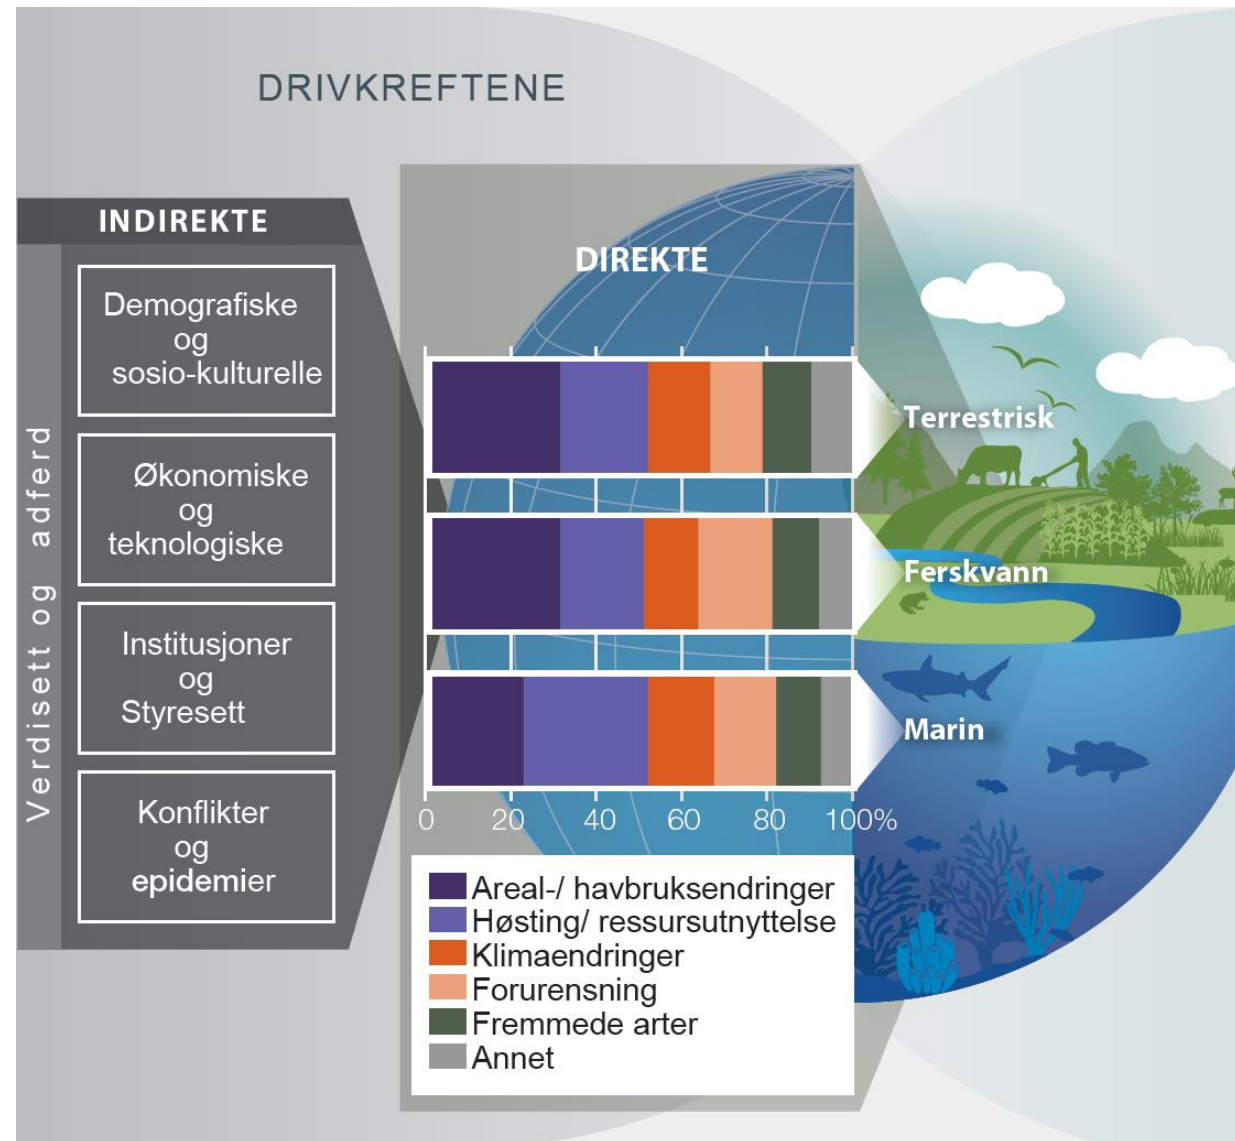 DRIVKREFTENE
INDIREKTE
Verdisett og adferd
Demografiske
og
sosio-kulturelle
Økonomiske
og
teknologiske
Institusjoner
og
Styresett
Konflikter
og
epidemier
DIREKTE
Terrestrisk
Ferskvann
Marin
0 20 40 60 80 100%
Areal-/ havbruksendringer
Høsting/ ressursutnyttelse
Klimaendringer
Forurensning
Fremmede arter
Annet